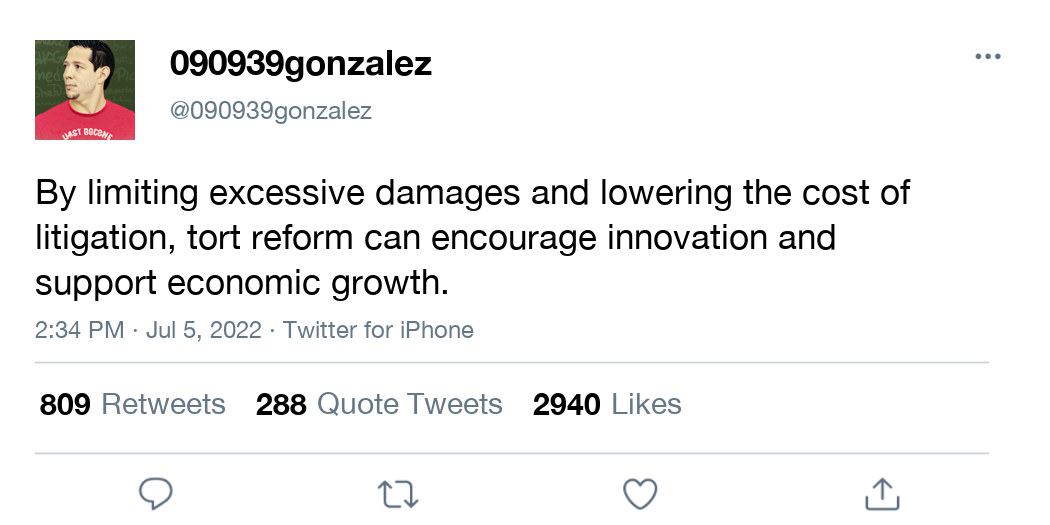 090939gonzalez
@090939gonzalez
By limiting excessive damages and lowering the cost of
litigation, tort reform can encourage innovation and
support economic growth.
2:34 PM · Jul 5, 2022 · Twitter for iPhone
809 Retweets 288 Quote Tweets 2940 Likes